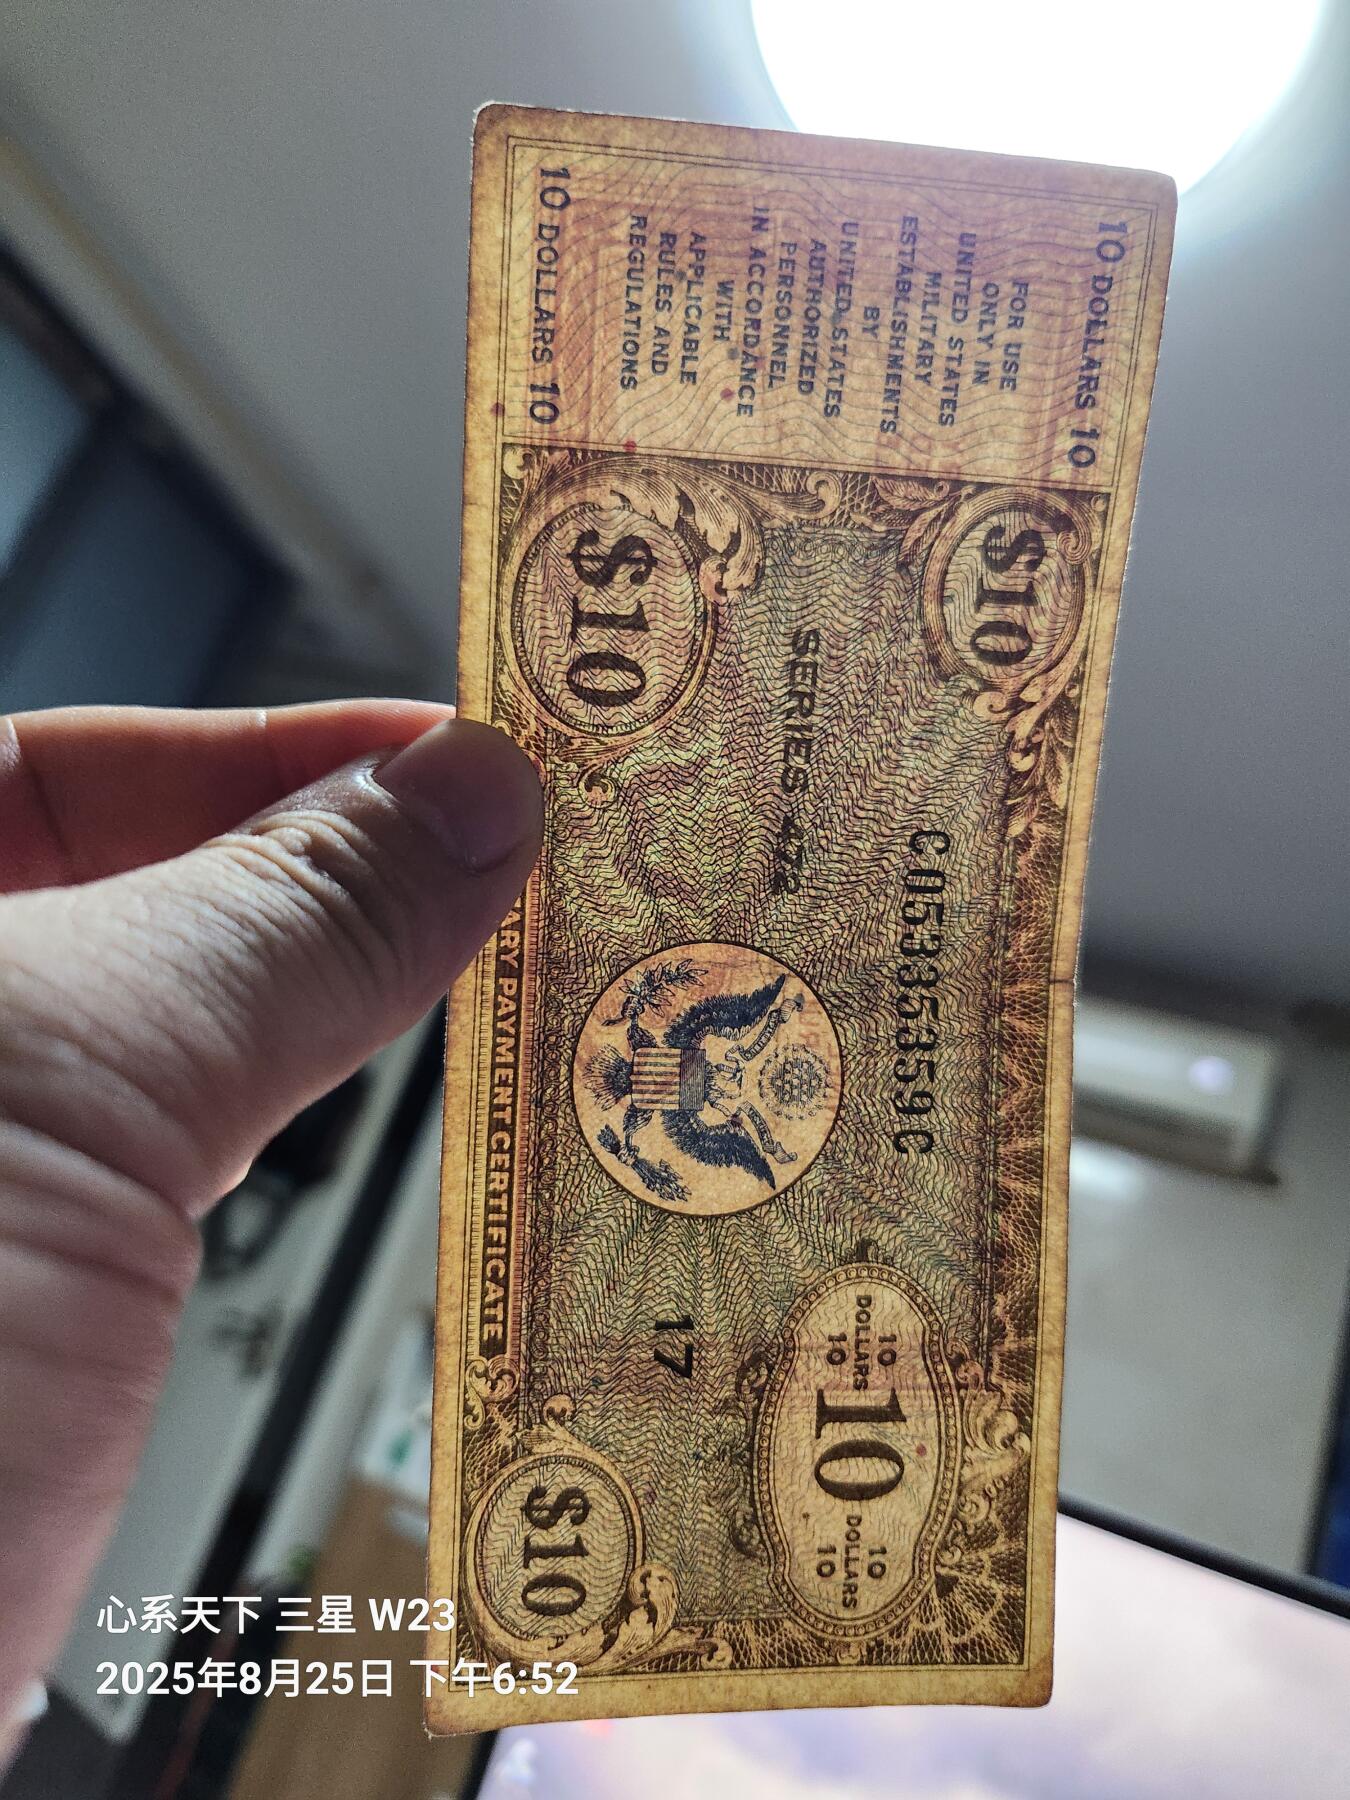 10 DOLLARS 10
FOR USE
ONLY IN
UNITED STATES
MILITARY
ESTABLISHMENTS
BY
UNITED STATES
AUTHORIZED
PERSONNEL
IN ACCORDANCE
WITH
APPLICABLE
RULES AND
REGULATIONS
10 DOLLARS 10
$10
C05335359C
SERIES 472
$10
10
DOLLARS
10
10
10
DOLLARS
10
17
$10
ARY PAYMENT CERTIFICATE
心系天下 三星 W23
2025年8月25日 下午6:52